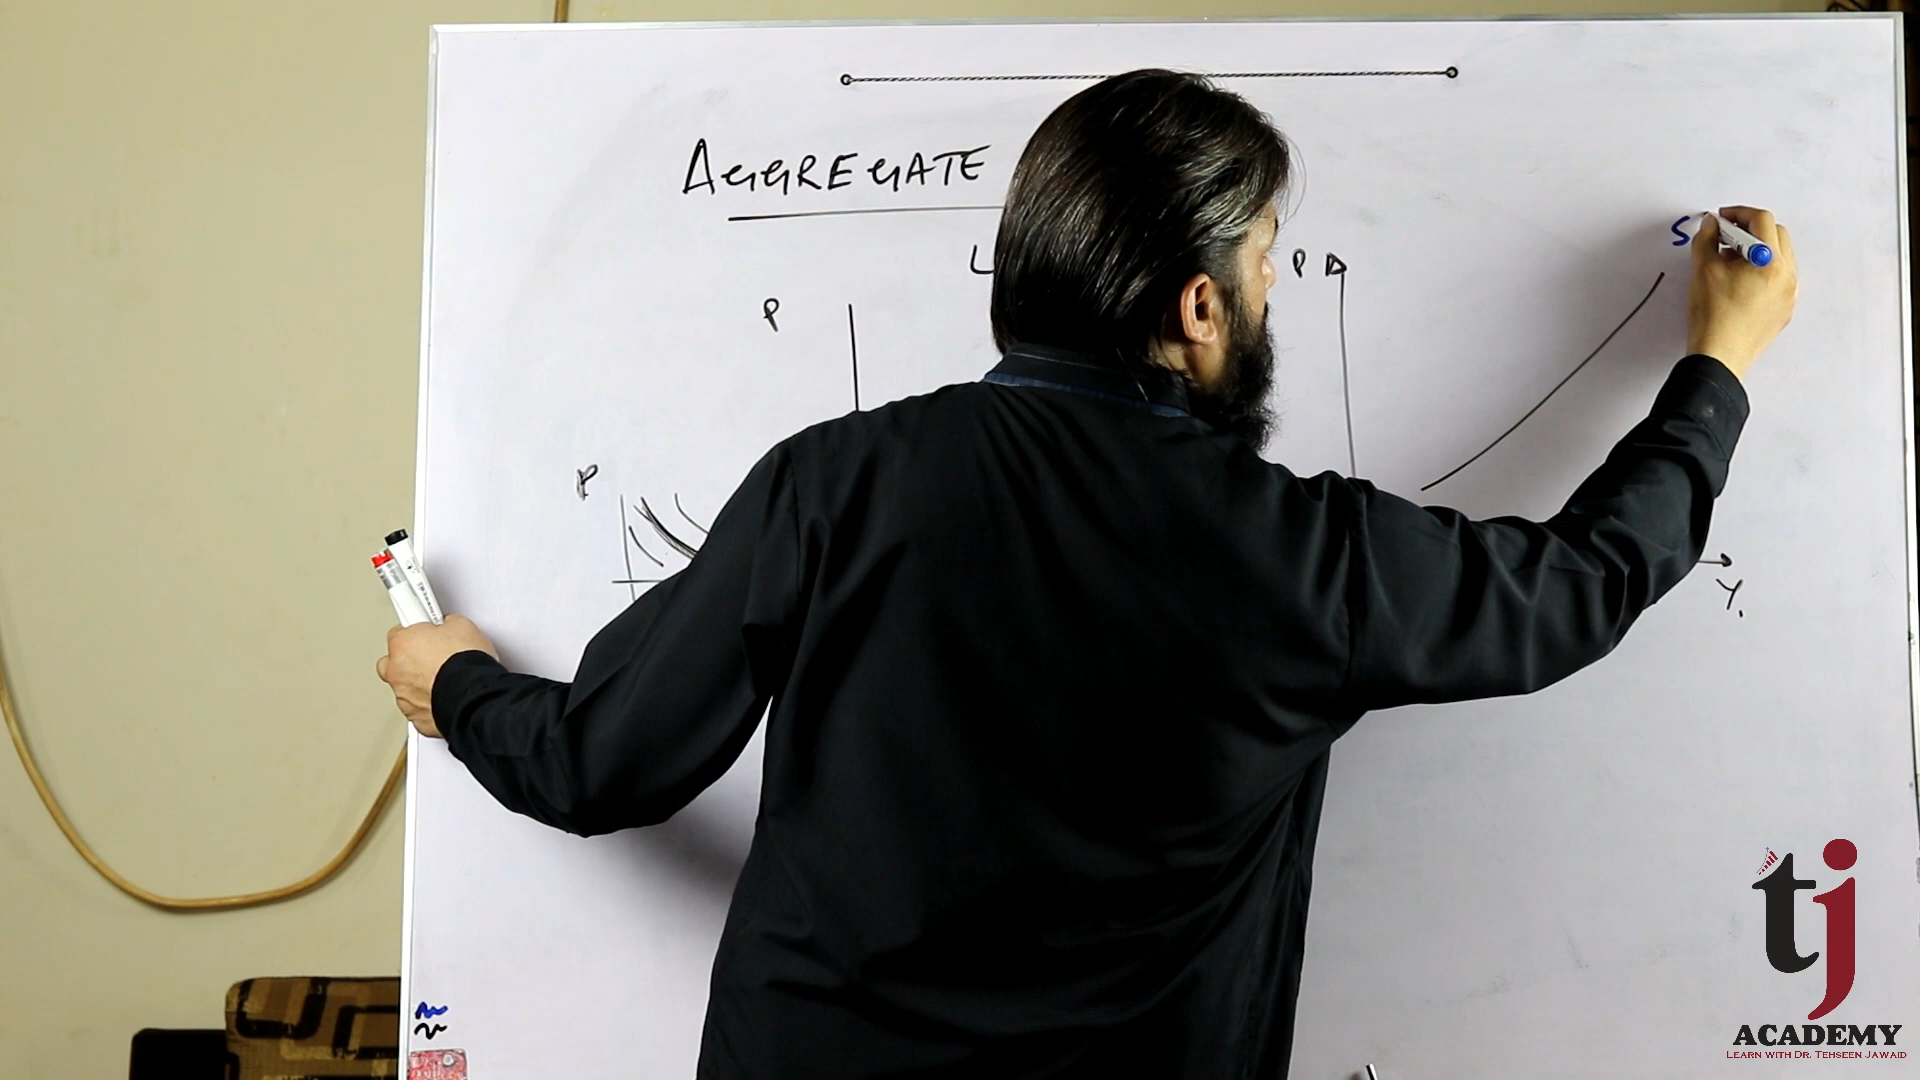 AGGREGATE
L
P
P
P
S
Y.
tj
ACADEMY
LEARN WITH DR. TEHSEEN JAWAID